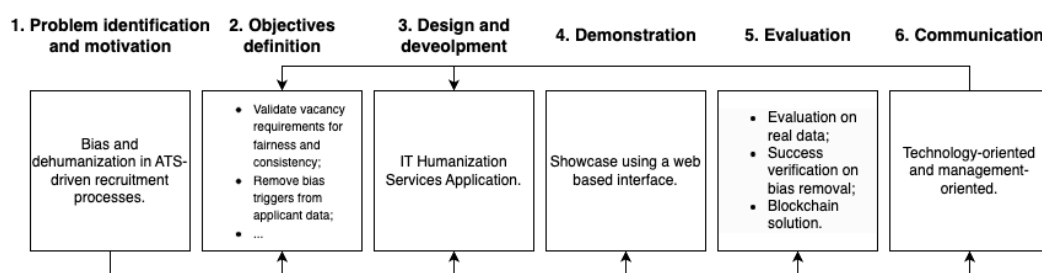 1. Problem identification
and motivation
2. Objectives
definition
3. Design and
deveolpment
4. Demonstration
5. Evaluation
6. Communication
Bias and
dehumanization in ATS-
driven recruitment
processes.
• Validate vacancy
requirements for
fairness and
consistency;
• Remove bias
triggers from
applicant data;
• ...
IT Humanization
Services Application.
Showcase using a web
based interface.
• Evaluation on
real data;
• Success
verification on
bias removal;
• Blockchain
solution.
Technology-oriented
and management-
oriented.